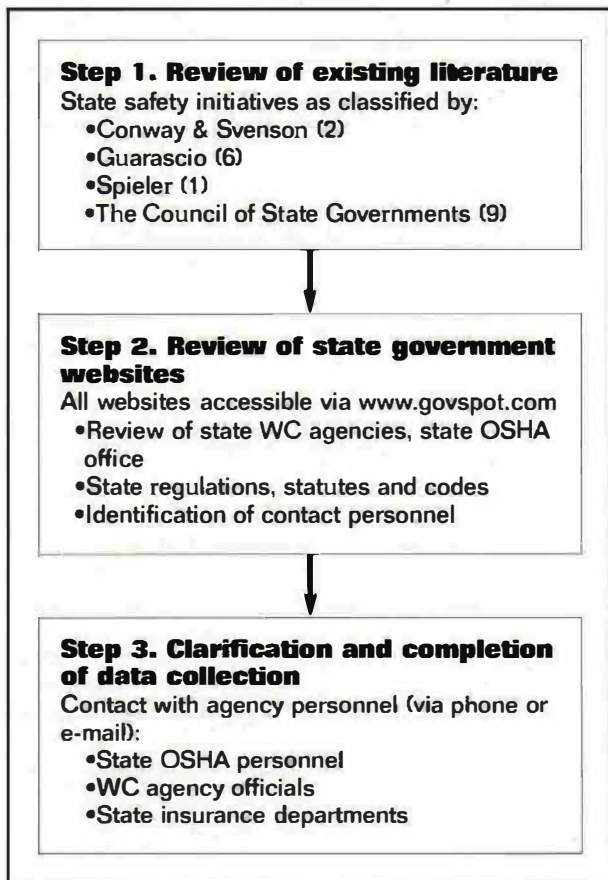 Step 1. Review of existing literature
State safety initiatives as classified by:
•Conway & Svenson (2)
•Guarascio (6)
•Spieler (1)
•The Council of State Governments (9)
Step 2. Review of state government
websites
All websites accessible via www.govspot.com
•Review of state WC agencies, state OSHA
office
•State regulations, statutes and codes
•Identification of contact personnel
Step 3. Clarification and completion
of data collection
Contact with agency personnel (via phone or
e-mail):
•State OSHA personnel
•WC agency officials
•State insurance departments